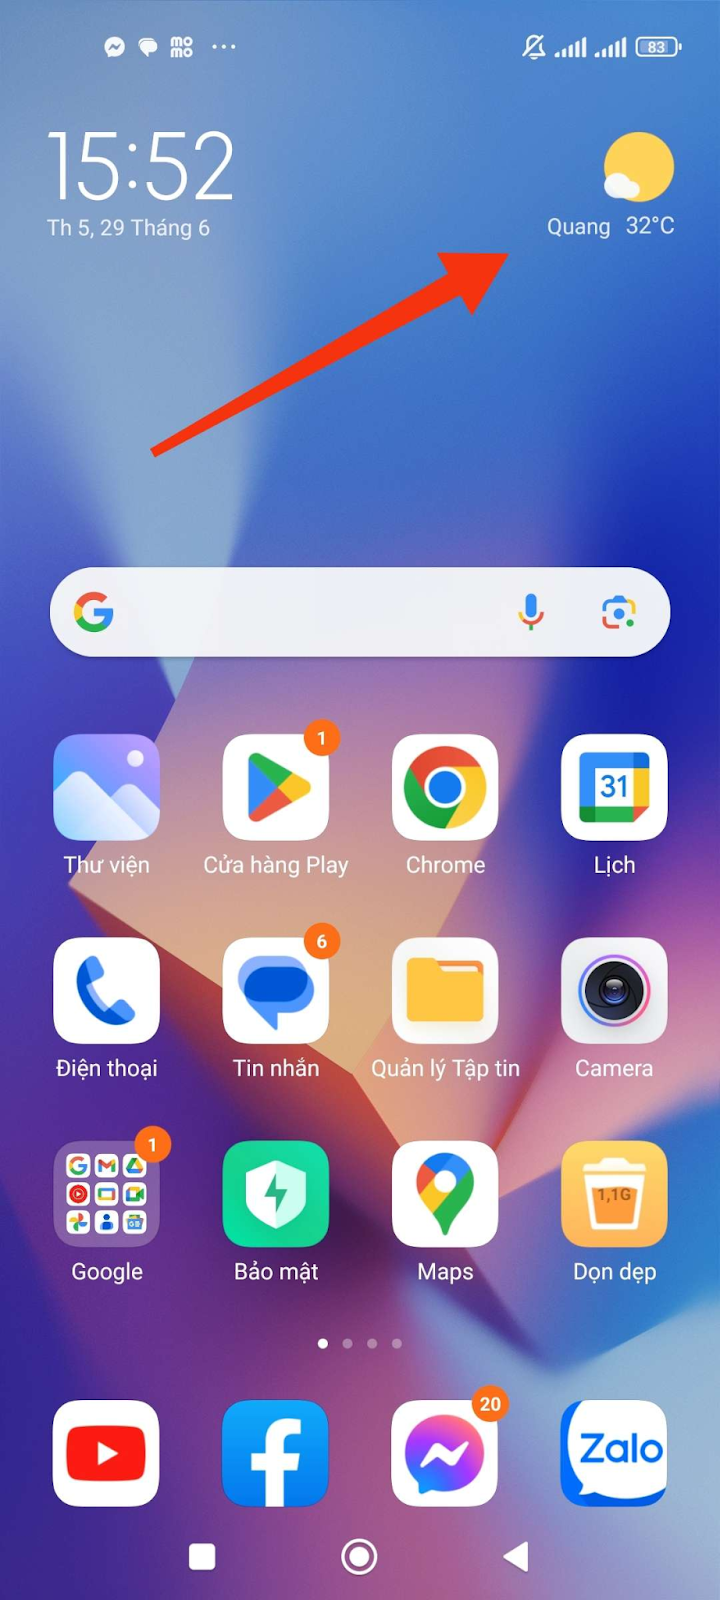 momo
83
15:52
Th 5, 29 Tháng 6
Quang 32°C
1
31
Thư viện
Cửa hàng Play
Chrome
Lịch
6
Điện thoại
Tin nhắn
Quản lý Tập tin
Camera
1
1,1G
Google
Bảo mật
Maps
Dọn dẹp
20
Zalo